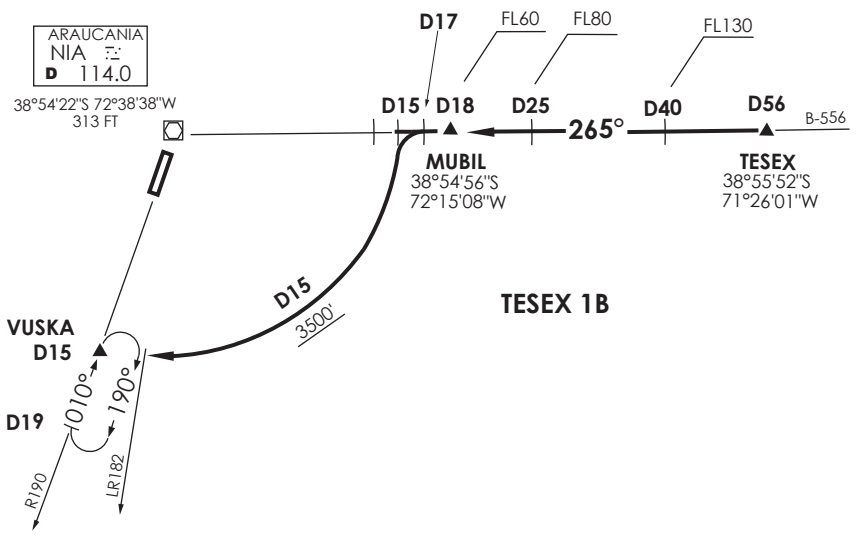 ARAUCANIA
NIA
D 114.0
38°54'22"S 72°38'38"W
313 FT
D17
FL60
FL80
FL130
D15
D18
D25
D40
D56
265°
B-556
MUBIL
38°54'56"S
72°15'08"W
TESEX
38°55'52"S
71°26'01"W
D15
3500'
TESEX 1B
VUSKA
D15
010°
190°
D19
R190
LR182